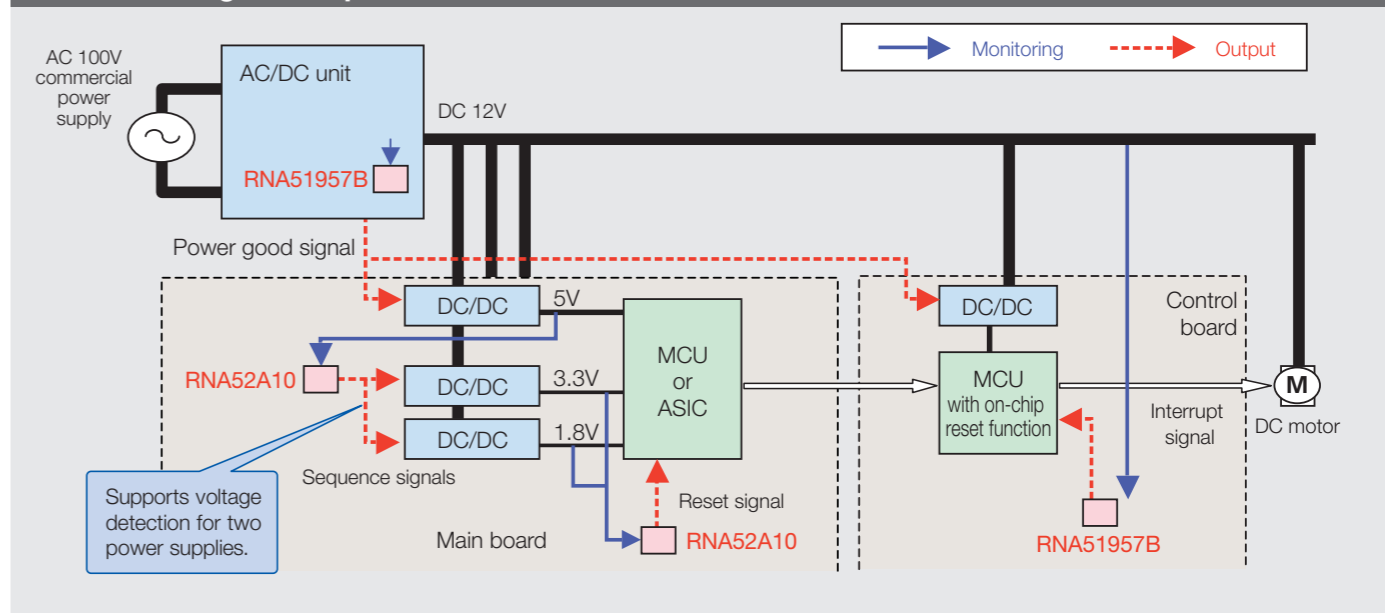 AC 100V
commercial
power
supply
AC/DC unit
RNA51957B
DC 12V
Monitoring
Output
Power good signal
DC/DC
5V
RNA52A10
DC/DC
3.3V
DC/DC
1.8V
MCU
or
ASIC
Sequence signals
Supports voltage
detection for two
power supplies.
Main board
Reset signal
RNA52A10
DC/DC
Control
board
MCU
with on-chip
reset function
Interrupt
signal
M
DC motor
RNA51957B